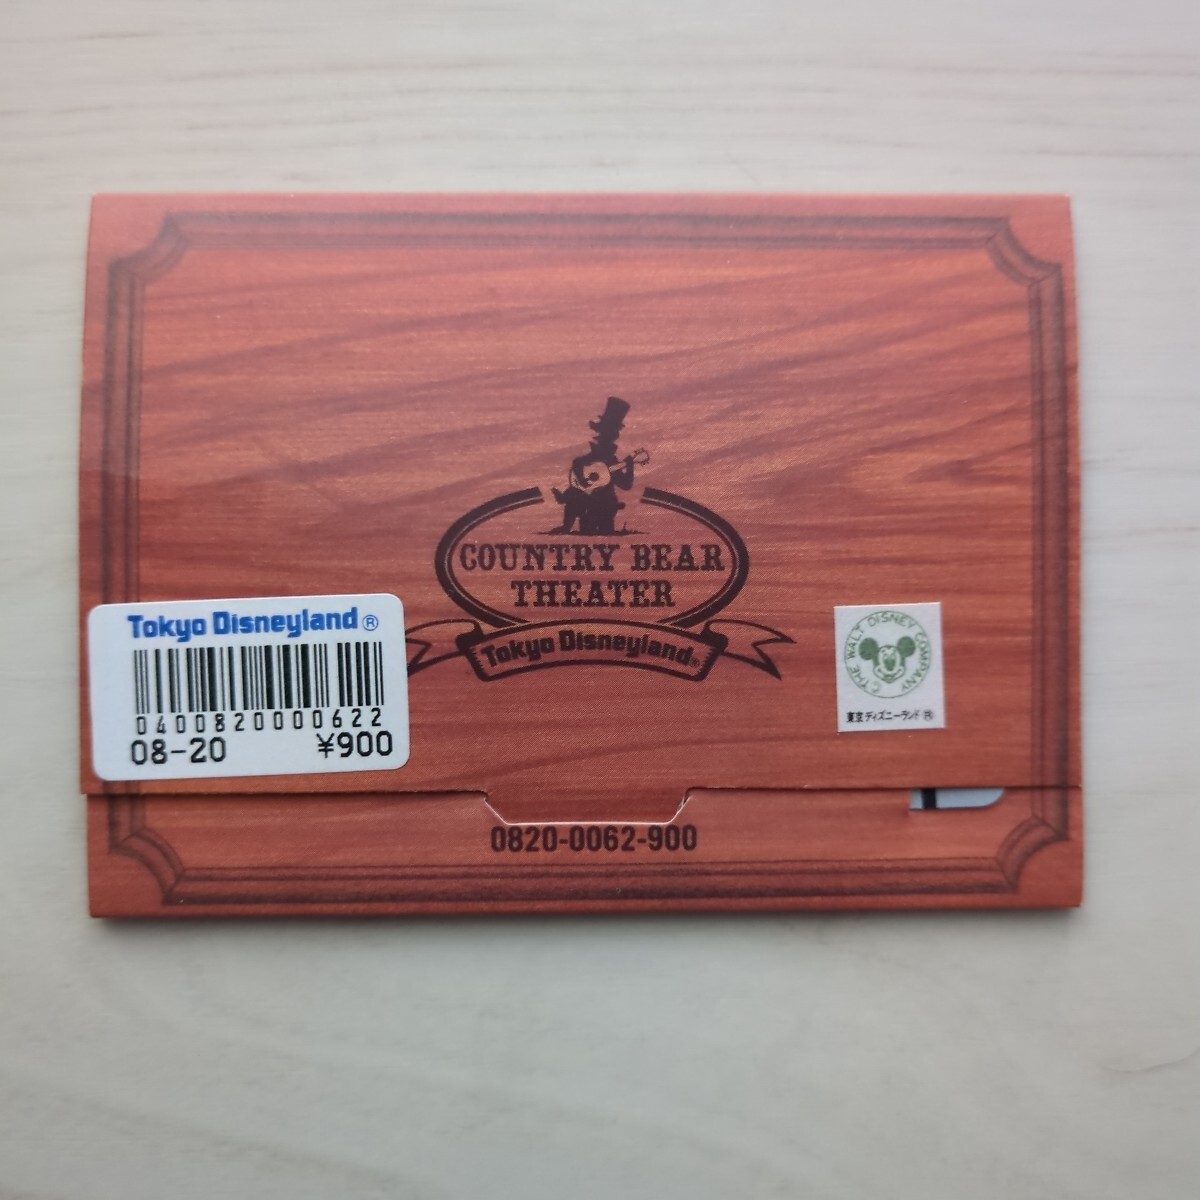 COUNTRY BEAR
THEATER
Tokyo Disneyland®
Tokyo Disneyland®
0400820000622
08-20 ¥900
© THE WALT DISNEY COMPANY
東京ディズニーランド
0820-0062-900